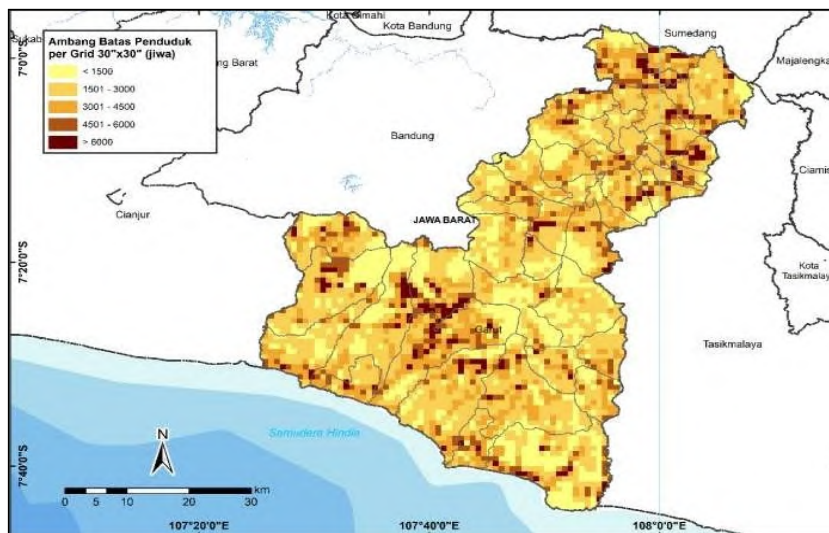 Kota Cimahi
Kota Bandung
Sumedang
Majalengka
Ambang Batas Penduduk
per Grid 30"x30" (jiwa)
< 1500
1501 - 3000
3001 - 4500
4501 - 6000
> 6000
Barat
Bandung
Ciamis
Cianjur
JAWA BARAT
Kota
Tasikmalaya
Garut
Tasikmalaya
Samudera Hindia
N
0 5 10 20 30
km
7°0'0"S
7°20'0"S
7°40'0"S
107°20'0"E
107°40'0"E
108°0'0"E